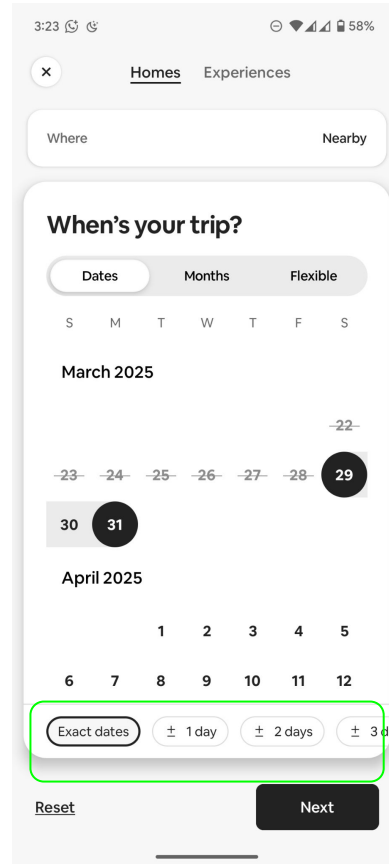 3:23 58%
Homes Experiences
Where Nearby
When's your trip?
Dates Months Flexible
S M T W T F S
March 2025
22
23 24 25 26 27 28 29
30 31
April 2025
1 2 3 4 5
6 7 8 9 10 11 12
Exact dates ± 1 day ± 2 days ± 3 d
Reset Next